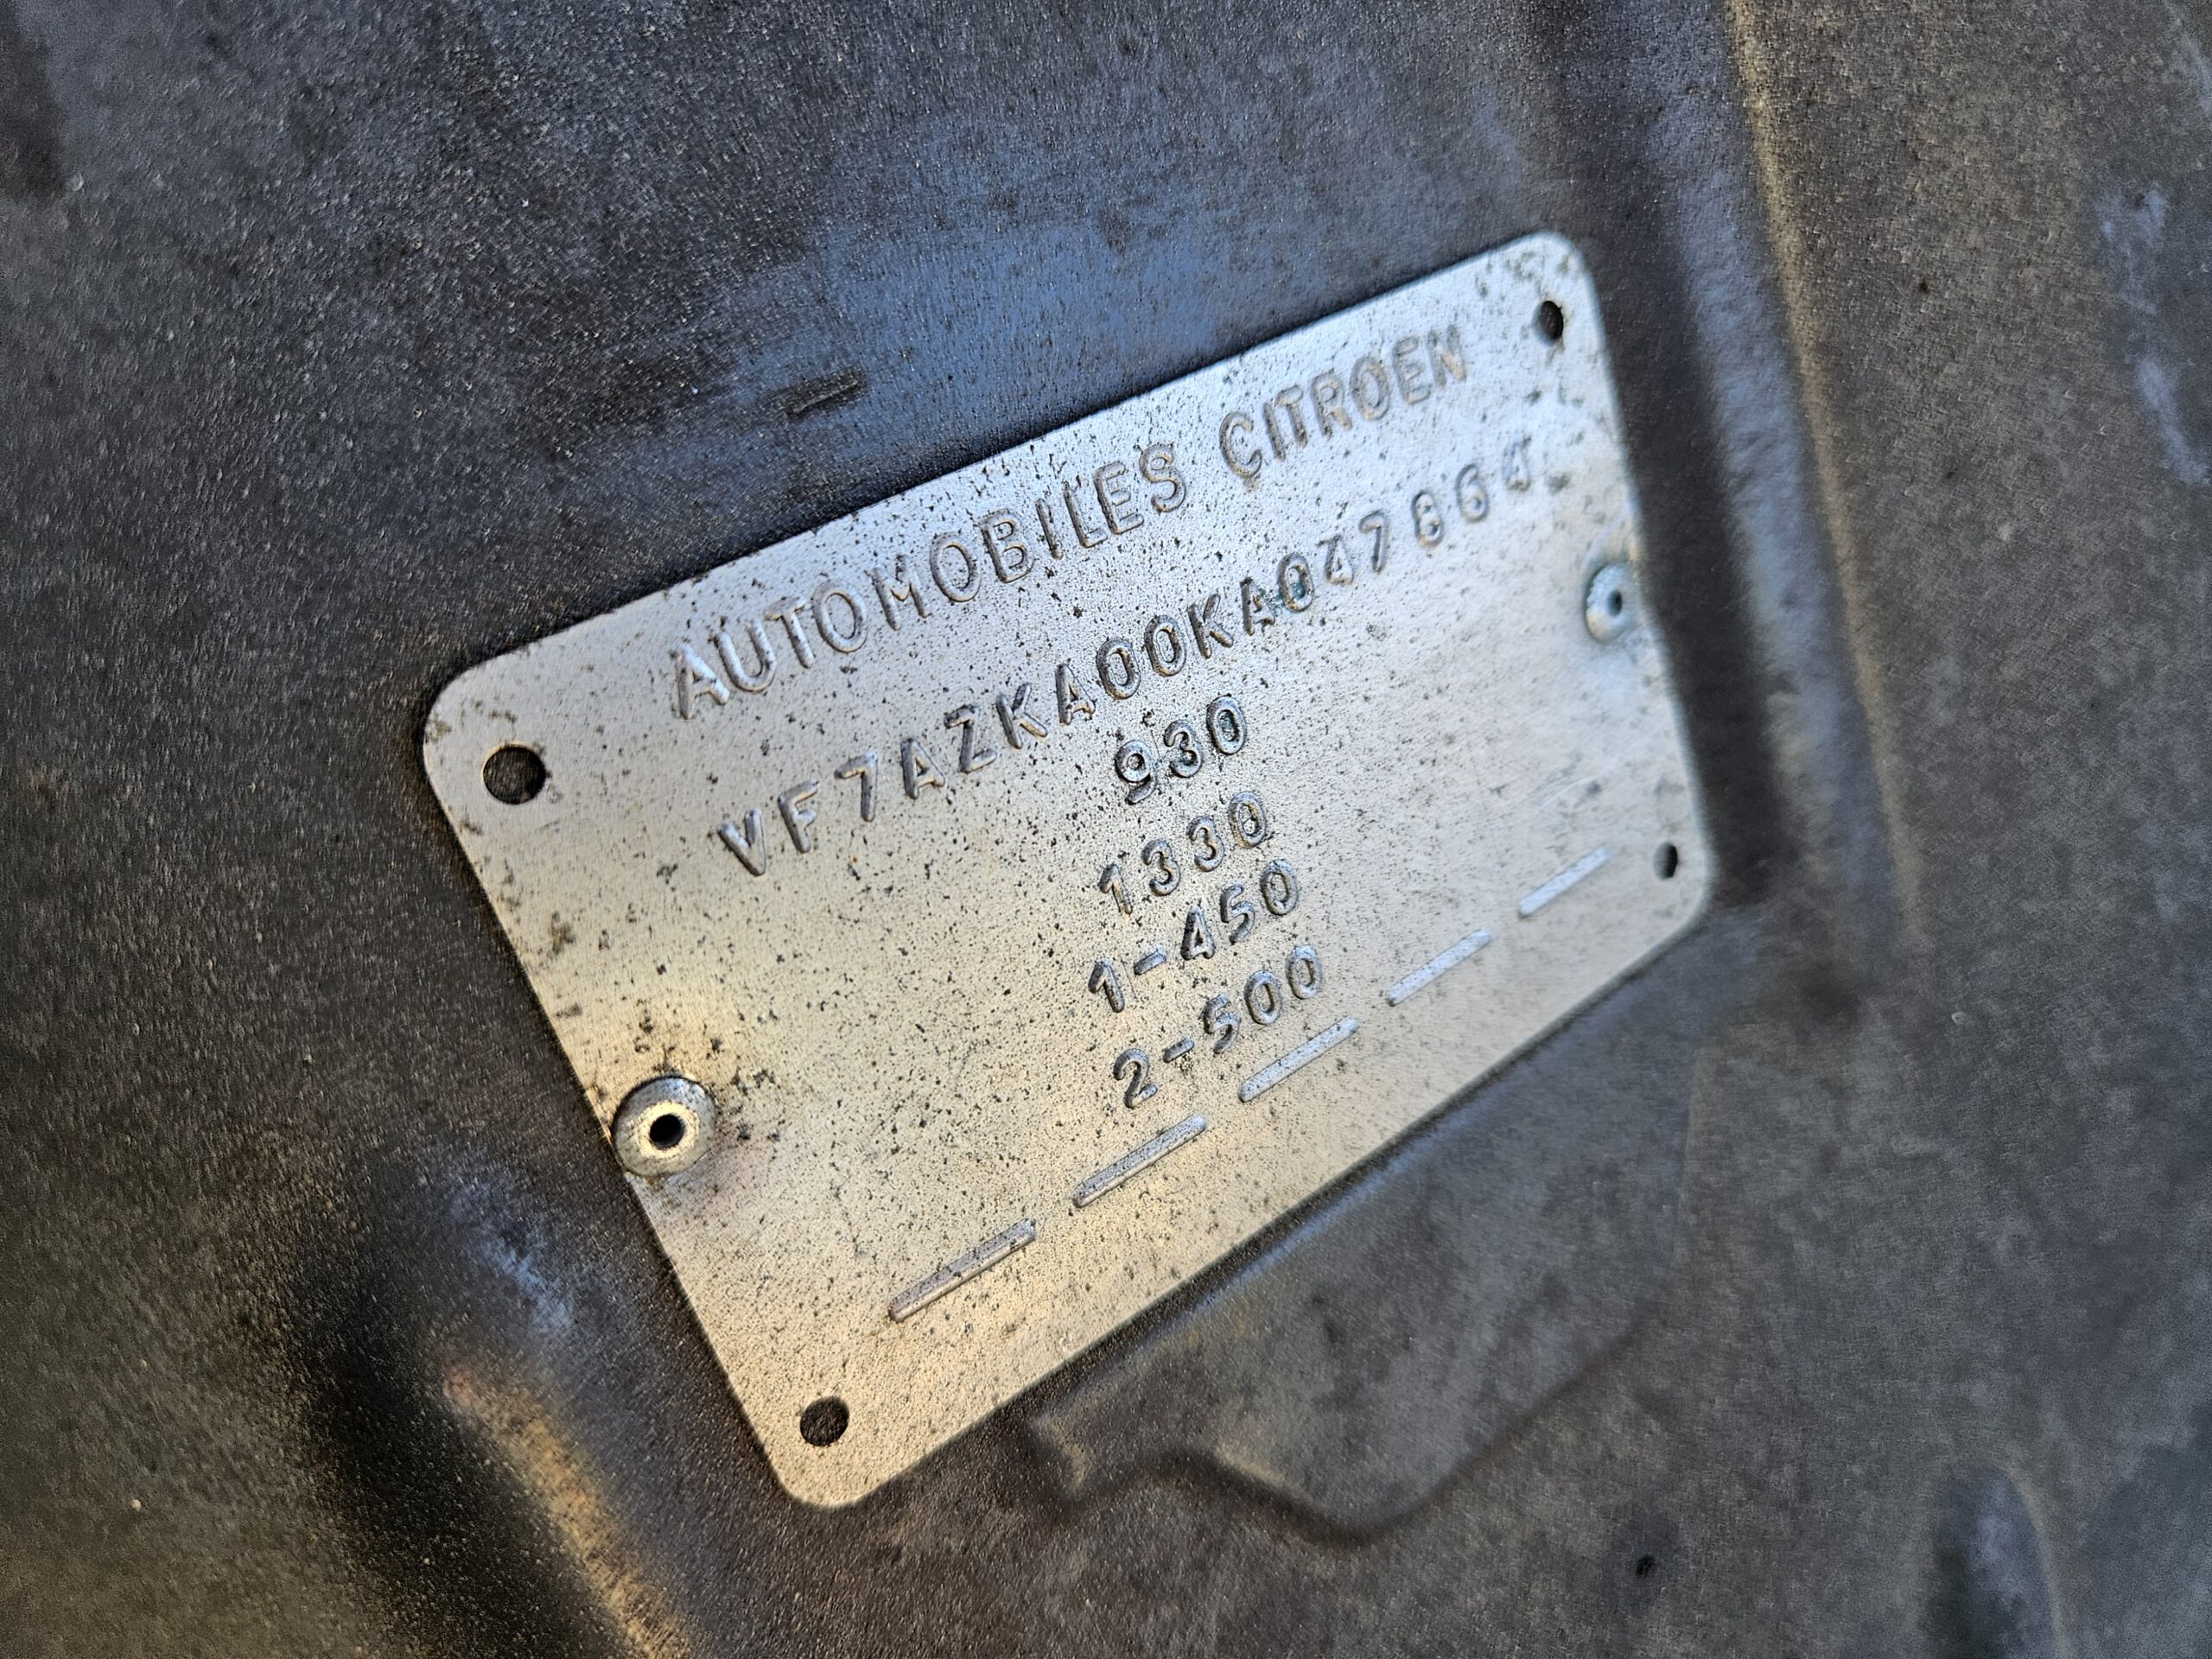 AUTOMOBILES CITROEN
VF7AZKA00KA047864
930
1330
1-450
2-500